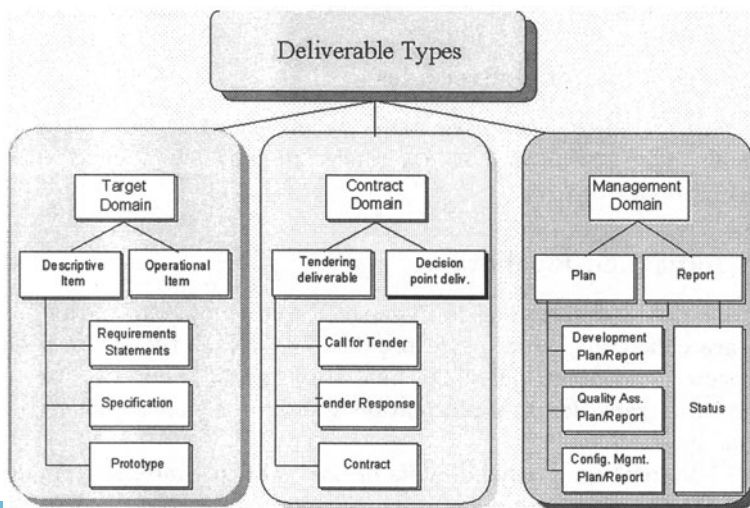 Deliverable Types
Target
Domain
Descriptive
Item
Operational
Item
Requirements
Statements
Specification
Prototype
Contract
Domain
Tendering
deliverable
Decision
point deliv.
Call for Tender
Tender Response
Contract
Management
Domain
Plan
Report
Development
Plan/Report
Quality Ass.
Plan/Report
Config. Mgmt.
Plan/Report
Status